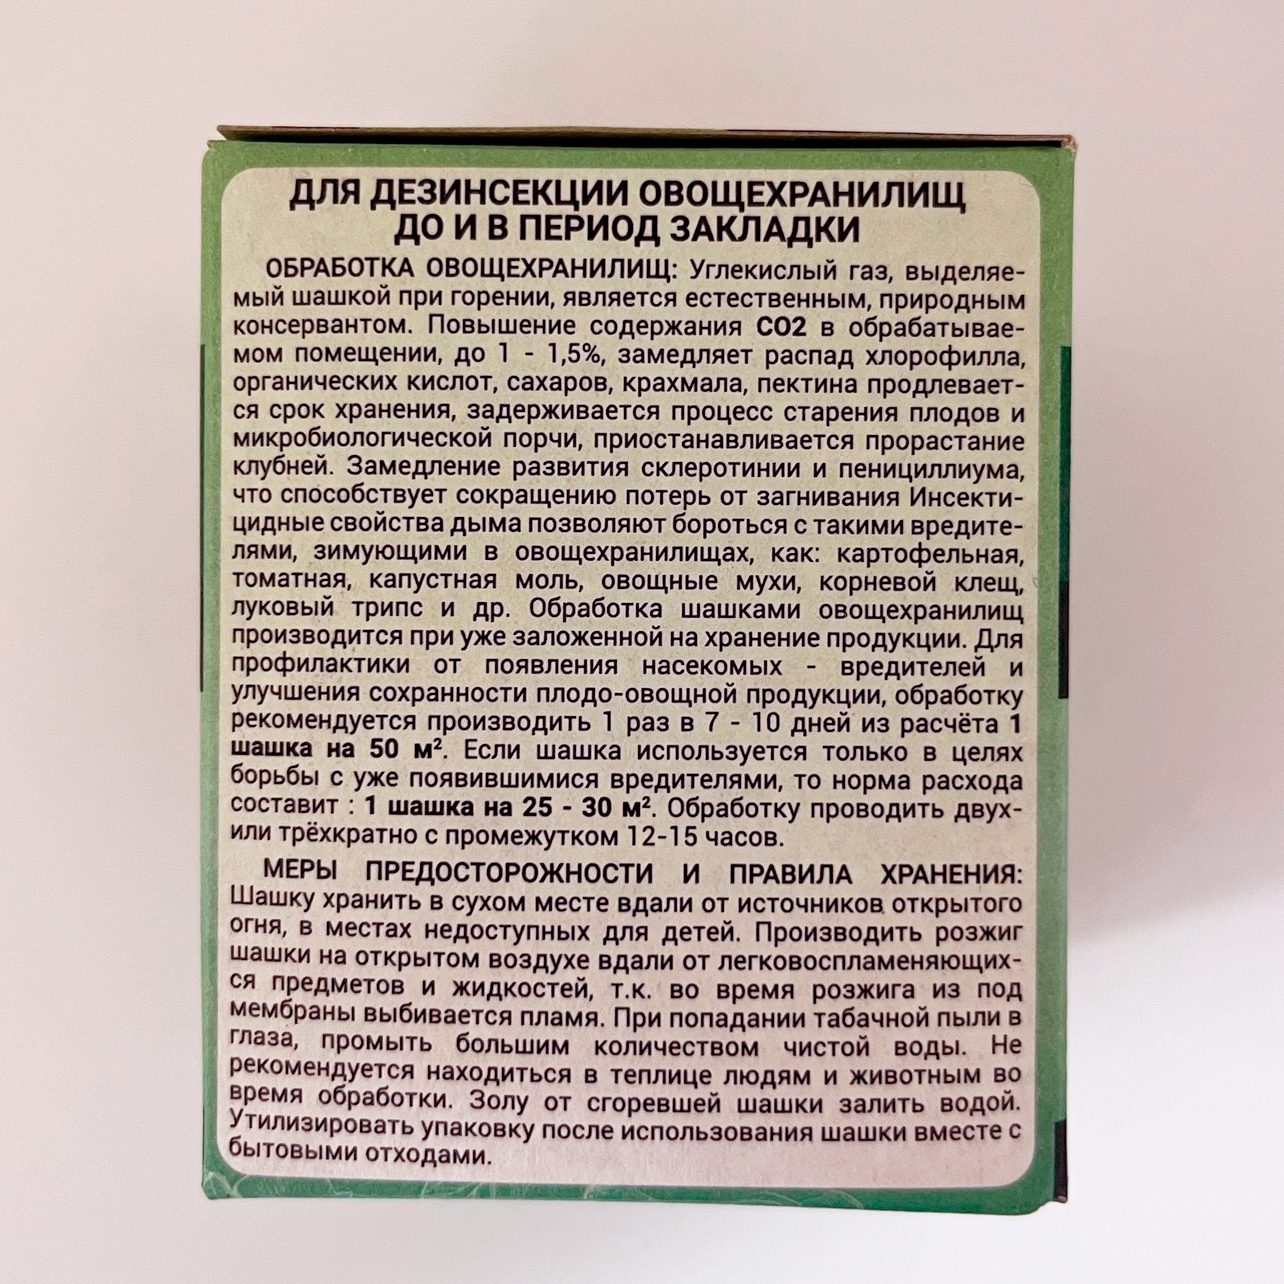 ДЛЯ ДЕЗИНСЕКЦИИ ОВОЩЕХРАНИЛИЩ
ДО И В ПЕРИОД ЗАКЛАДКИ
ОБРАБОТКА ОВОЩЕХРАНИЛИЩ: Углекислый газ, выделяе-
мый шашкой при горении, является естественным, природным
консервантом. Повышение содержания СО2 в обрабатывае-
мом помещении, до 1 - 1,5%, замедляет распад хлорофилла,
органических кислот, сахаров, крахмала, пектина продлевает-
ся срок хранения, задерживается процесс старения плодов и
микробиологической порчи, приостанавливается прорастание
клубней. Замедление развития склеротинии и пенициллиума,
что способствует сокращению потерь от загнивания Инсекти-
цидные свойства дыма позволяют бороться с такими вредите-
лями, зимующими в овощехранилищах, как: картофельная,
томатная, капустная моль, овощные мухи, корневой клещ,
луковый трипс и др. Обработка шашками овощехранилищ
производится при уже заложенной на хранение продукции. Для
профилактики от появления насекомых - вредителей и
улучшения сохранности плодо-овощной продукции, обработку
рекомендуется производить 1 раз в 7 - 10 дней из расчёта 1
шашка на 50 м². Если шашка используется только в целях
борьбы с уже появившимися вредителями, то норма расхода
составит : 1 шашка на 25 - 30 м². Обработку проводить двух-
или трёхкратно с промежутком 12-15 часов.
МЕРЫ ПРЕДОСТОРОЖНОСТИ И ПРАВИЛА ХРАНЕНИЯ:
Шашку хранить в сухом месте вдали от источников открытого
огня, в местах недоступных для детей. Производить розжиг
шашки на открытом воздухе вдали от легковоспламеняющих-
ся предметов и жидкостей, т.к. во время розжига из под
мембраны выбивается пламя. При попадании табачной пыли в
глаза, промыть большим количеством чистой воды. Не
рекомендуется находиться в теплице людям и животным во
время обработки. Золу от сгоревшей шашки залить водой.
Утилизировать упаковку после использования шашки вместе с
бытовыми отходами.